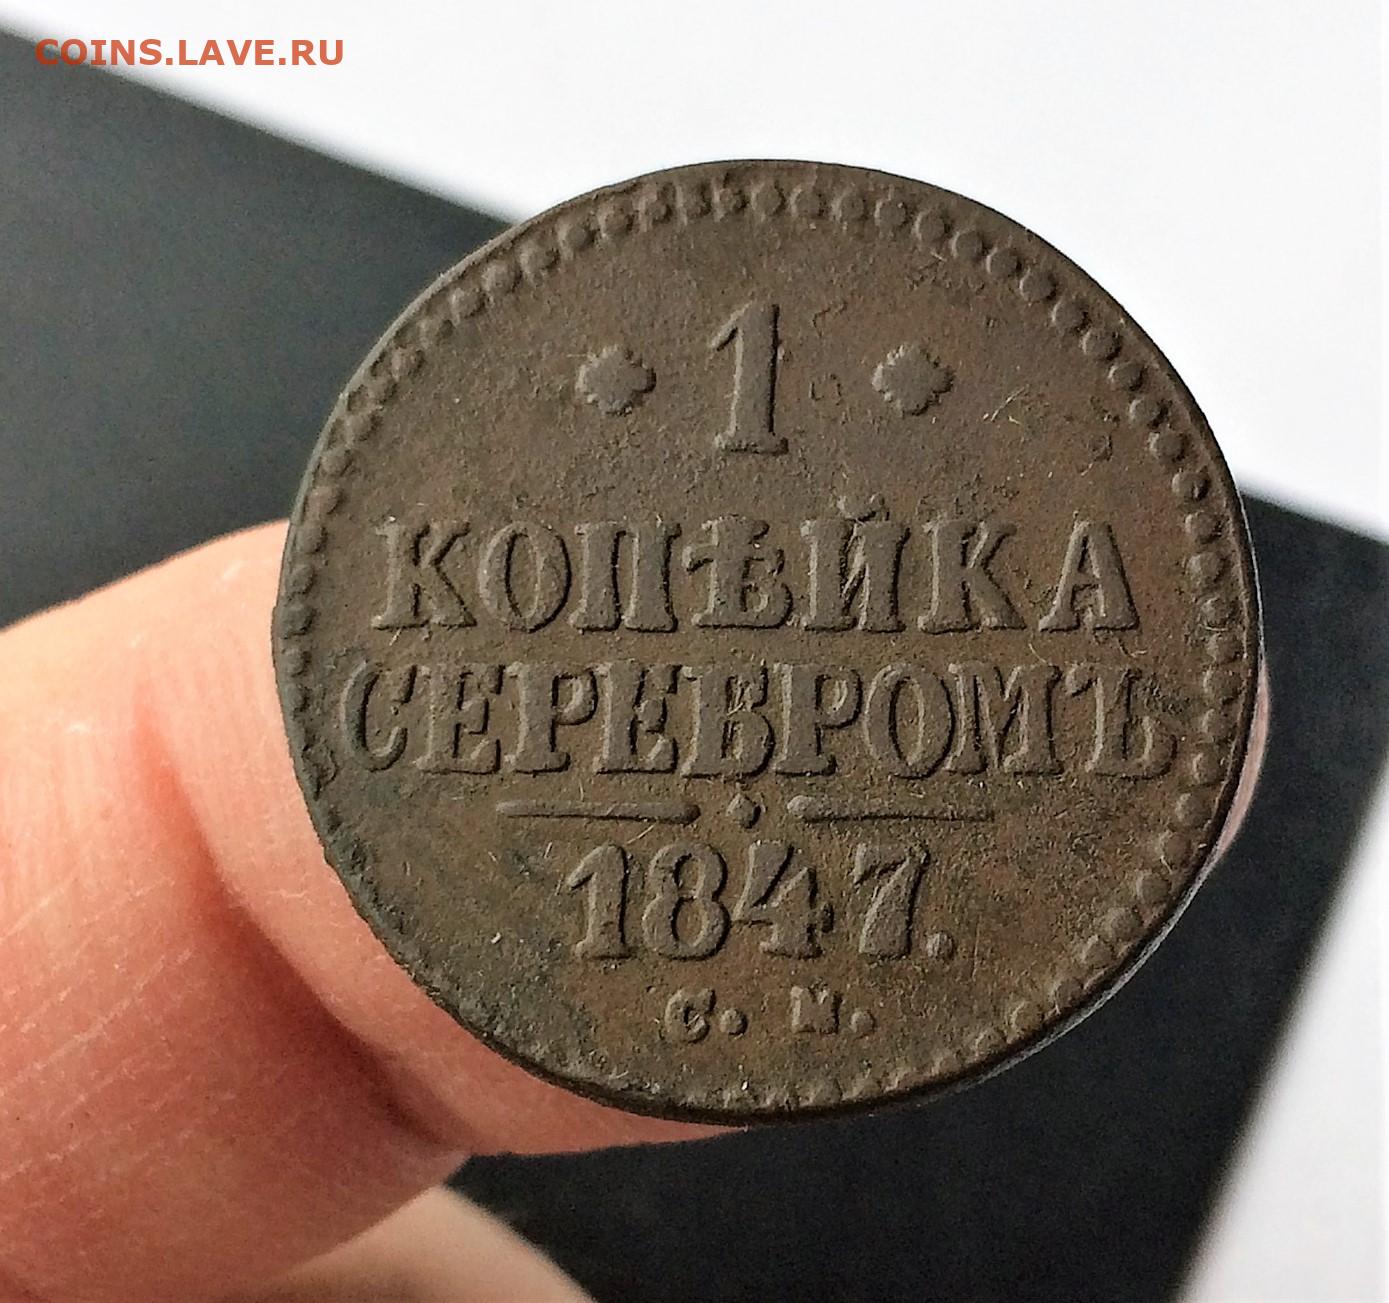 COINS.LAVE.RU
1
КОПѢЙКА
СЕРЕБРОМЪ
1847.
С. М.